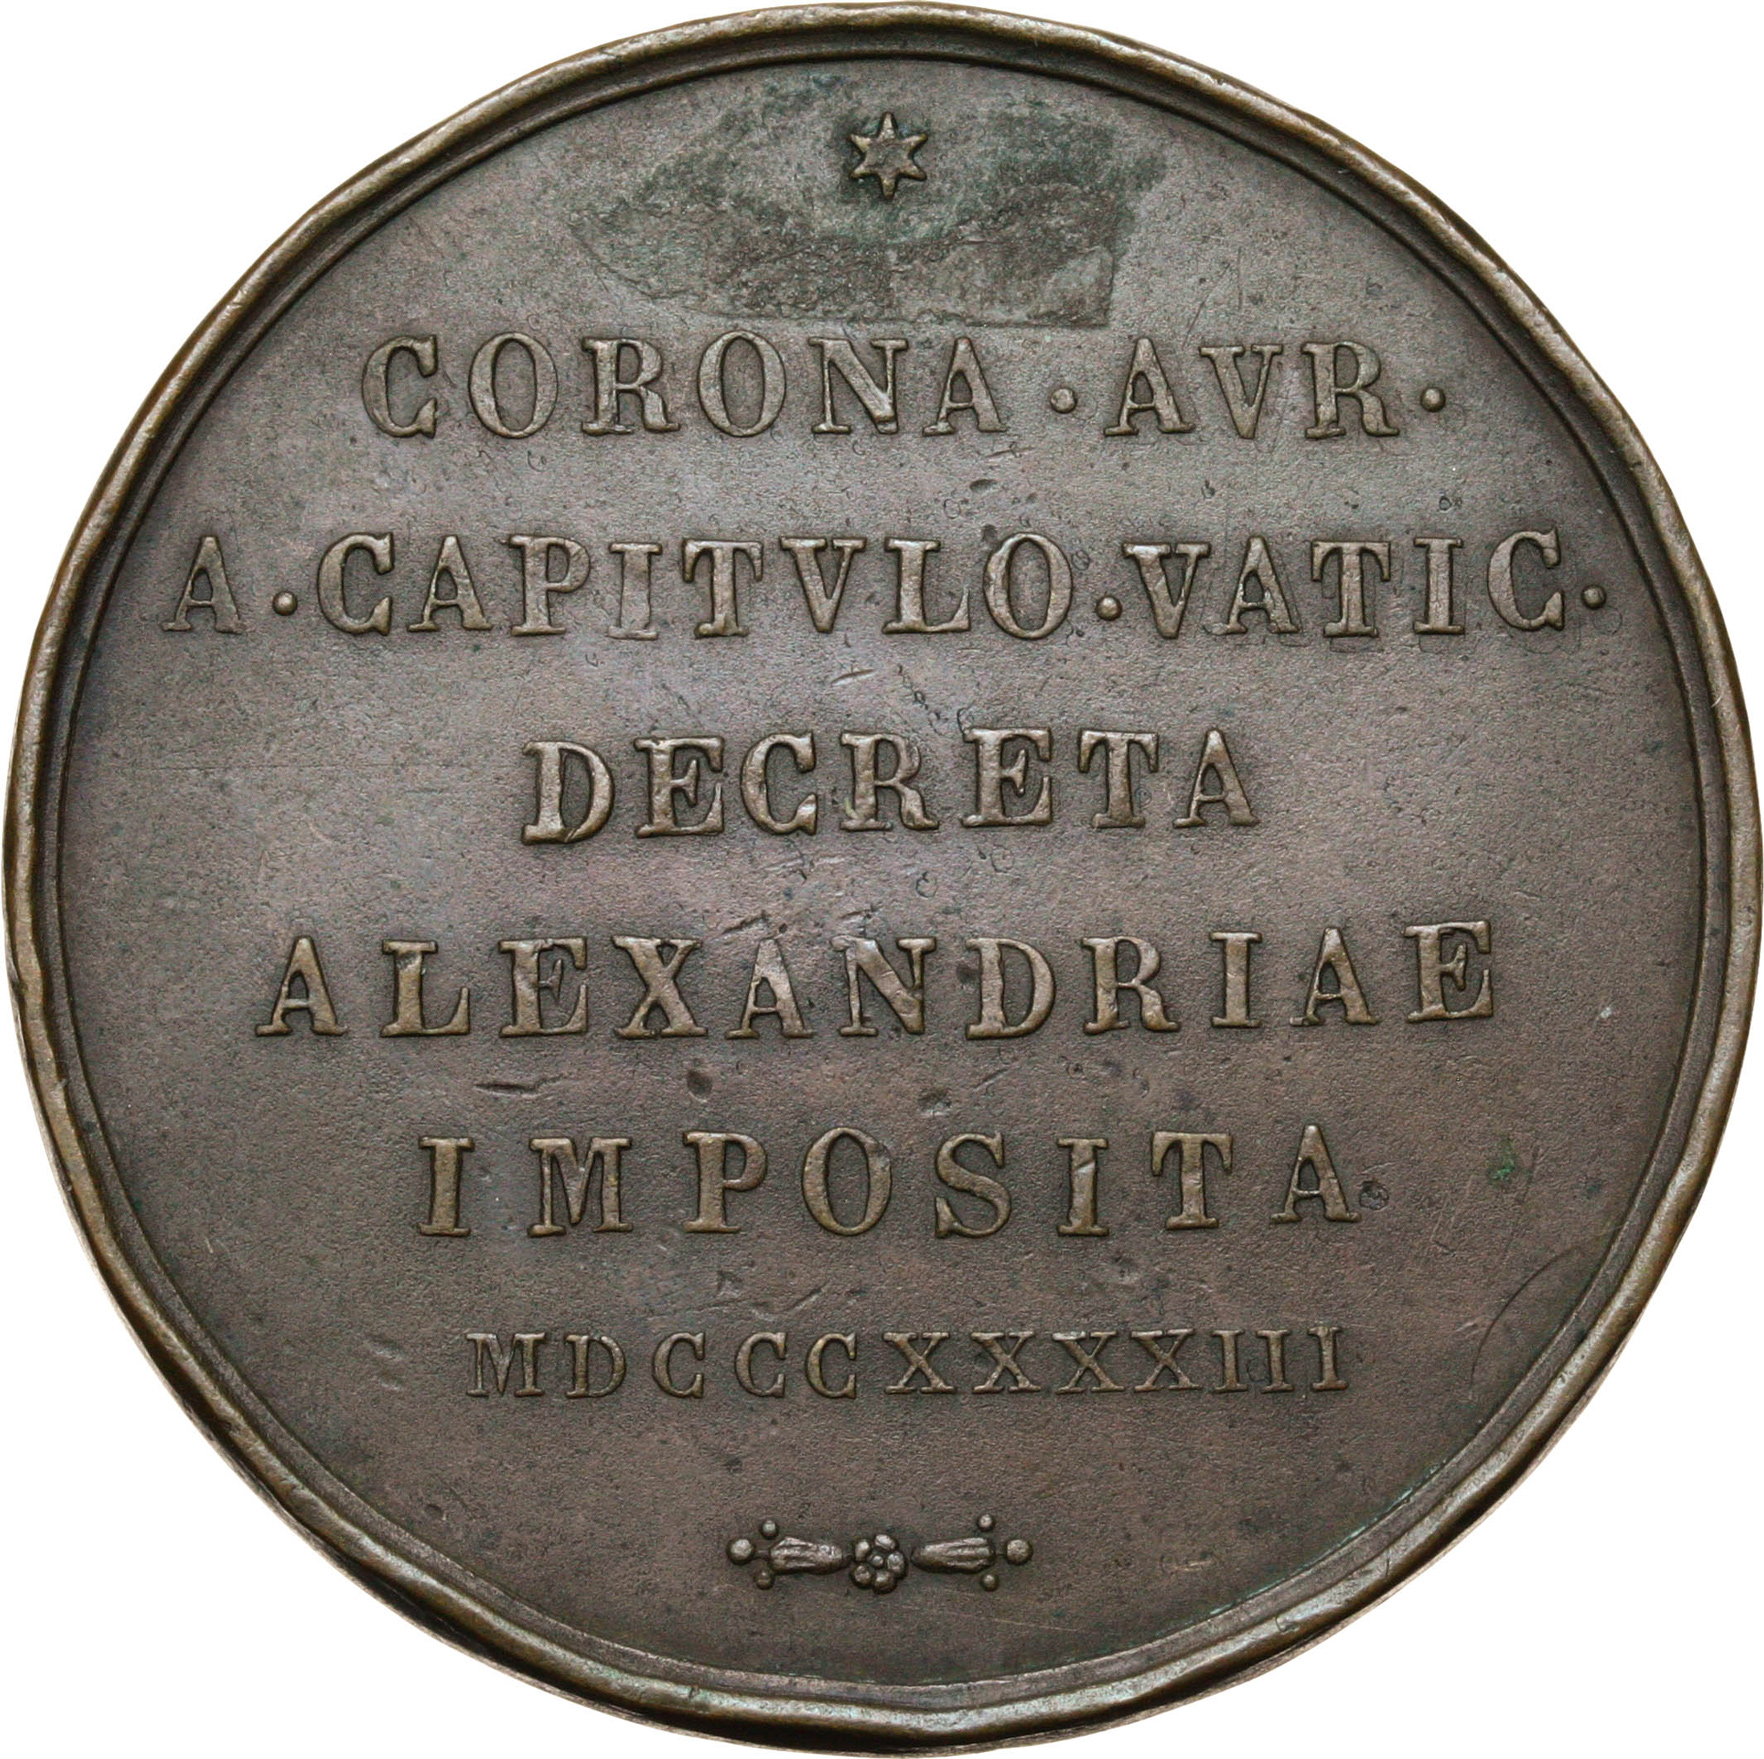 CORONA · AVR ·
A · CAPITVLO · VATIC ·
DECRETA
ALEXANDRIAE
IMPOSITA
MDCCCXXXXIII